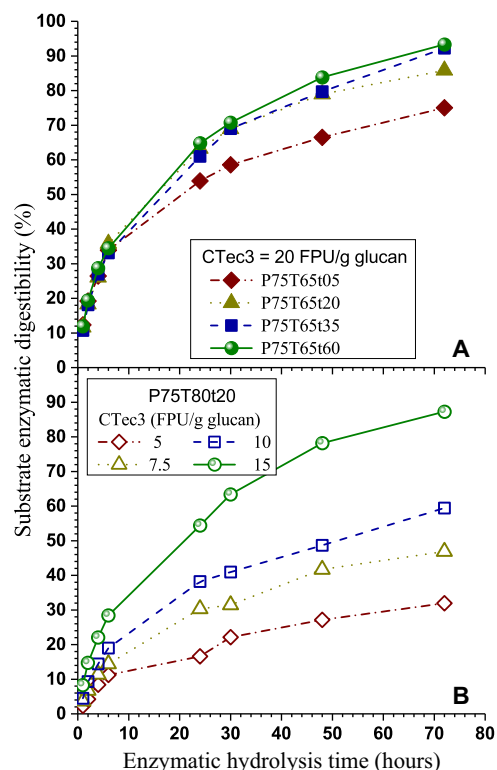 100
90
80
70
60
50
40
30
20
10
0
CTec3 = 20 FPU/g glucan
P75T65t05
P75T65t20
P75T65t35
P75T65t60
A
Substrate enzymatic digestibility (%)
90
80
70
60
50
40
30
20
10
0
P75T80t20
CTec3 (FPU/g glucan)
5 10
7.5 15
B
0 10 20 30 40 50 60 70 80
Enzymatic hydrolysis time (hours)